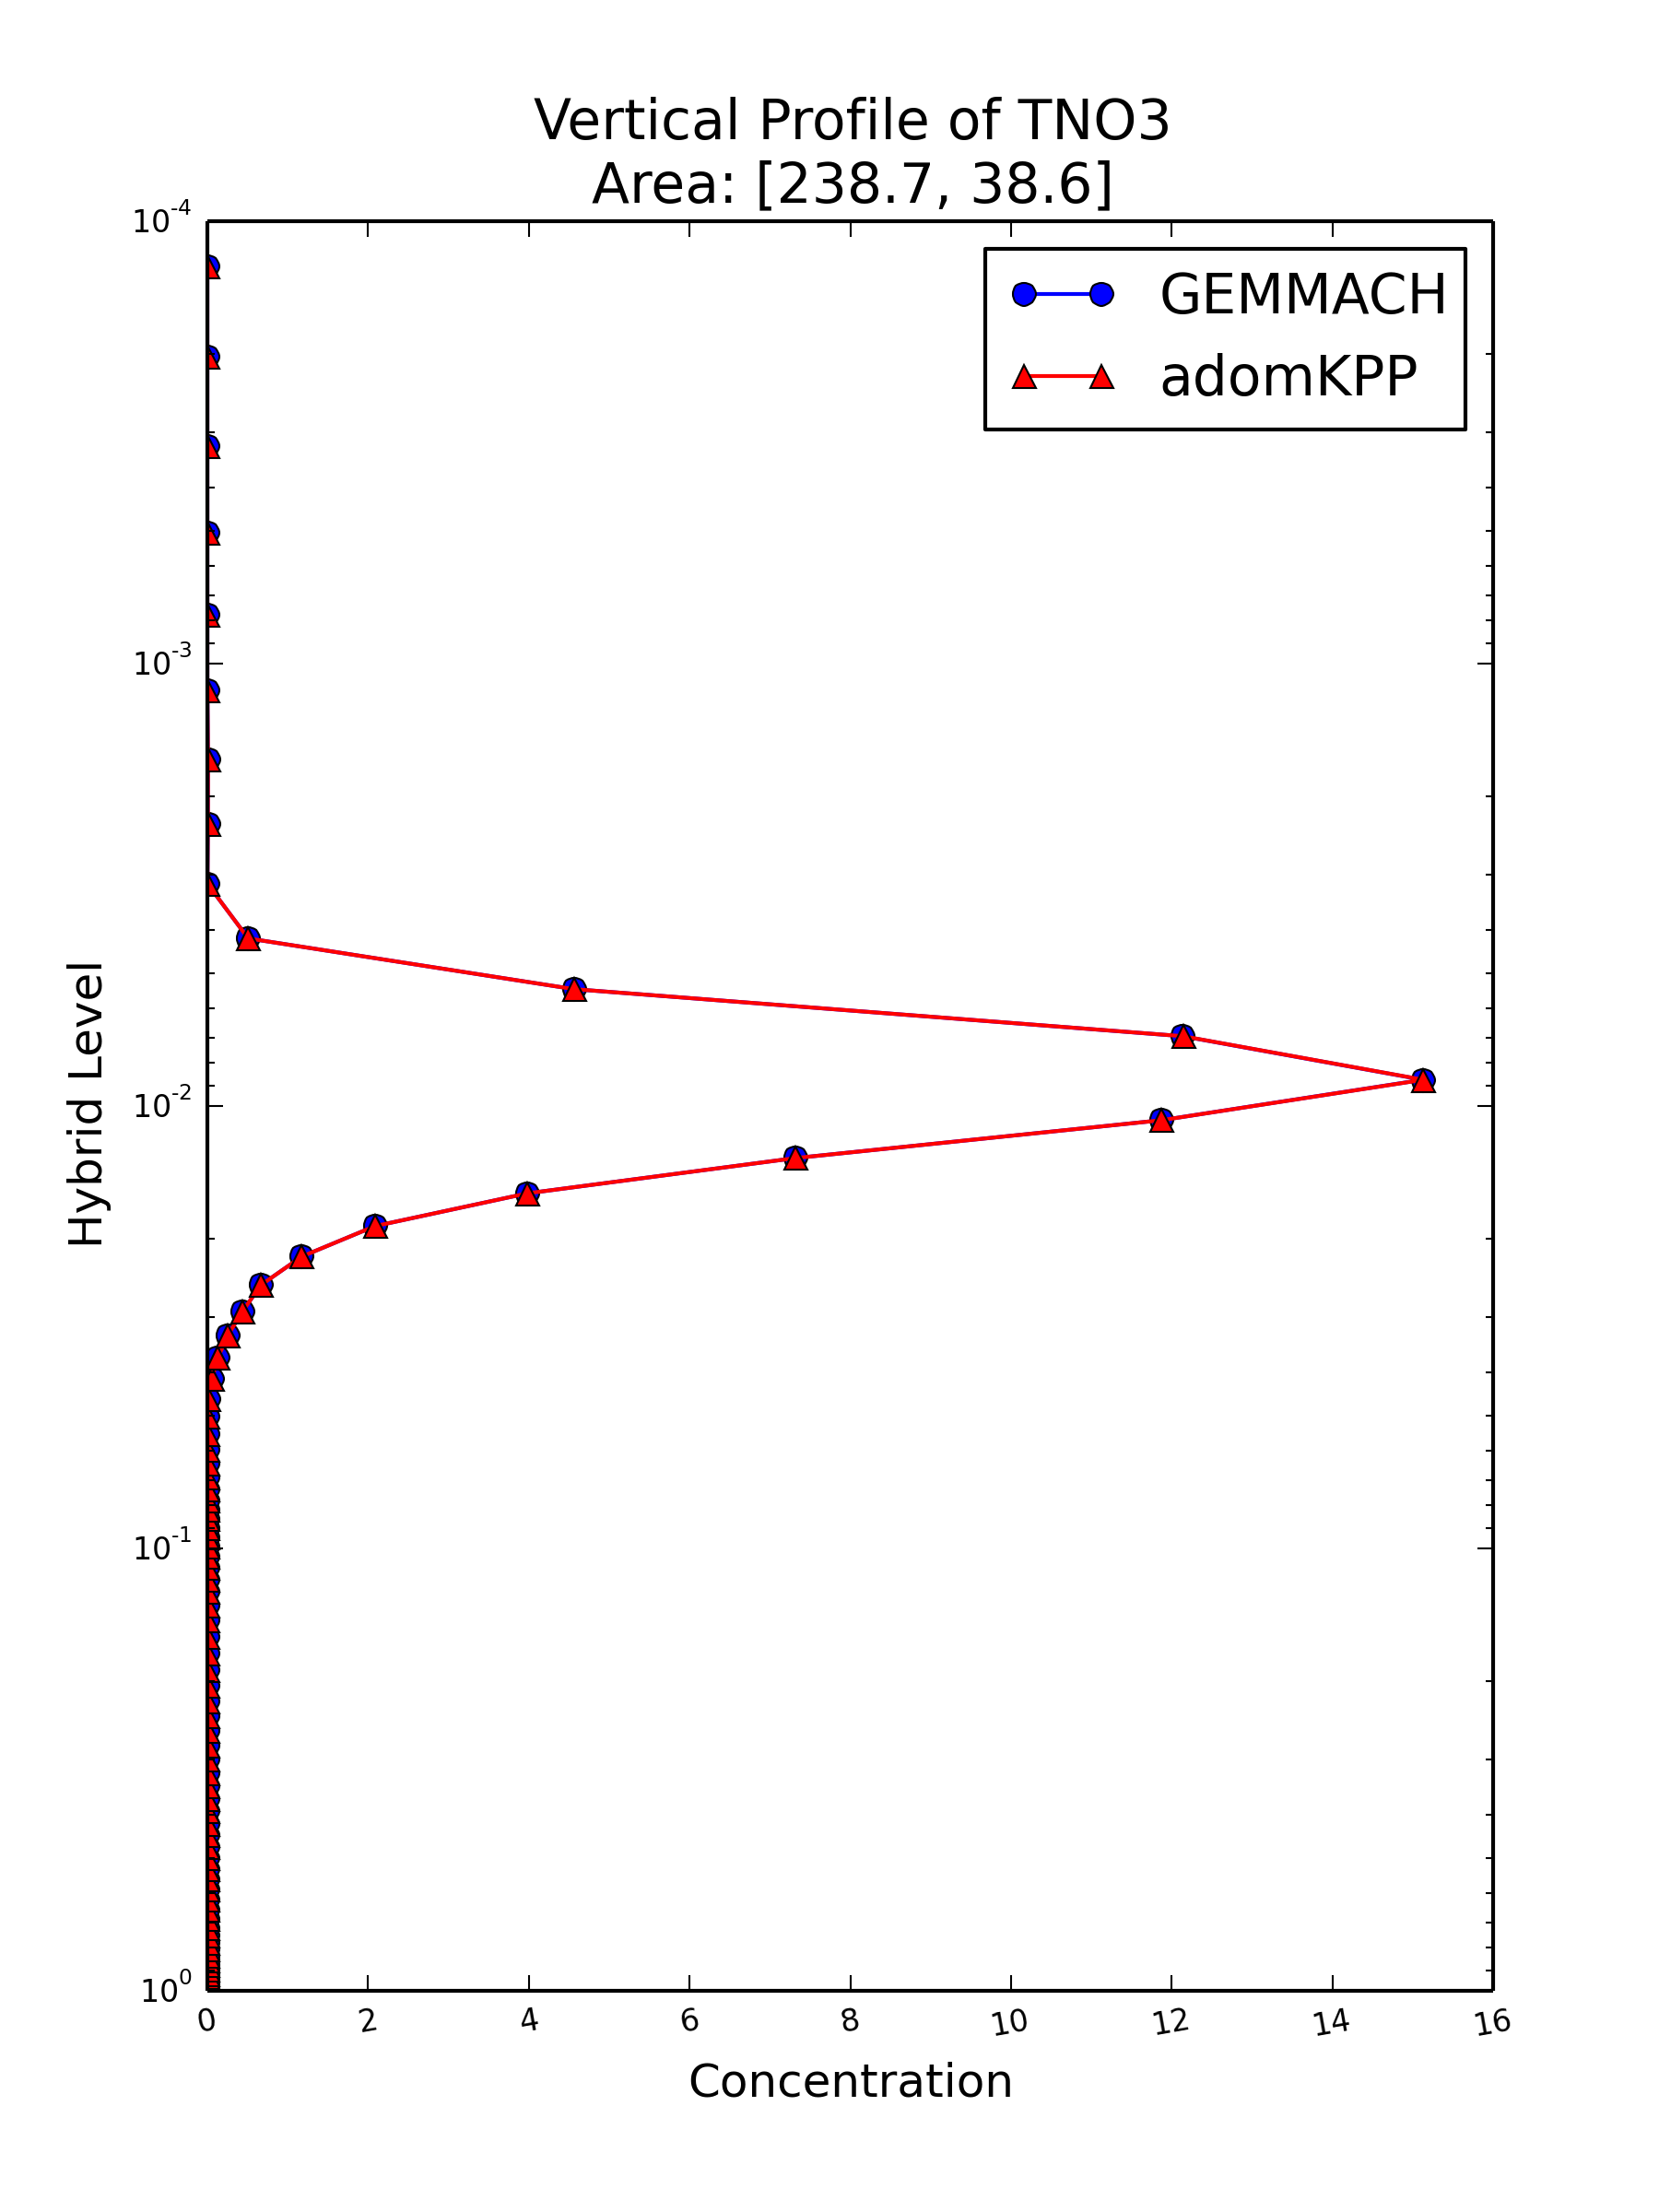 Vertical Profile of TNO3
Area: [238.7, 38.6]
GEMMACH
adomKPP
Hybrid Level
10-4
10-3
10-2
10-1
100
0 2 4 6 8 10 12 14 16
Concentration